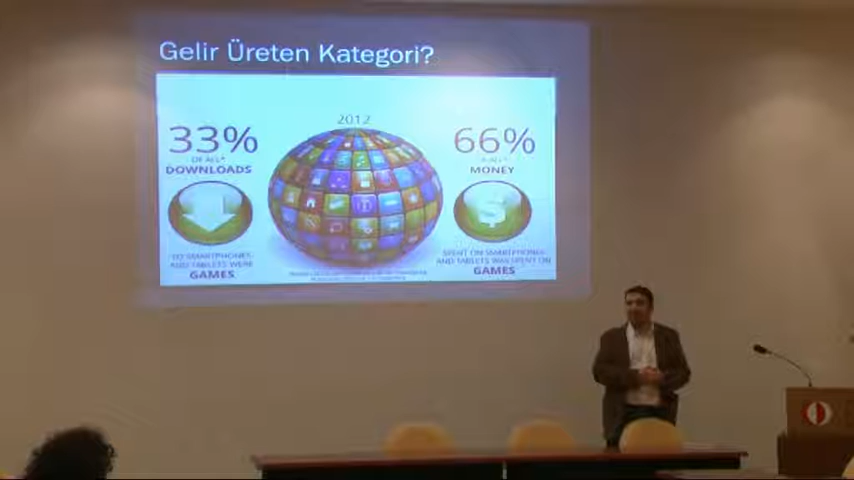 Gelir Üreten Kategori?
2012
33%
OF ALL*
DOWNLOADS
TO SMARTPHONES
AND TABLETS WERE
GAMES
66%
MONEY
SPENT ON SMARTPHONES
AND TABLETS WAS SPENT ON
GAMES